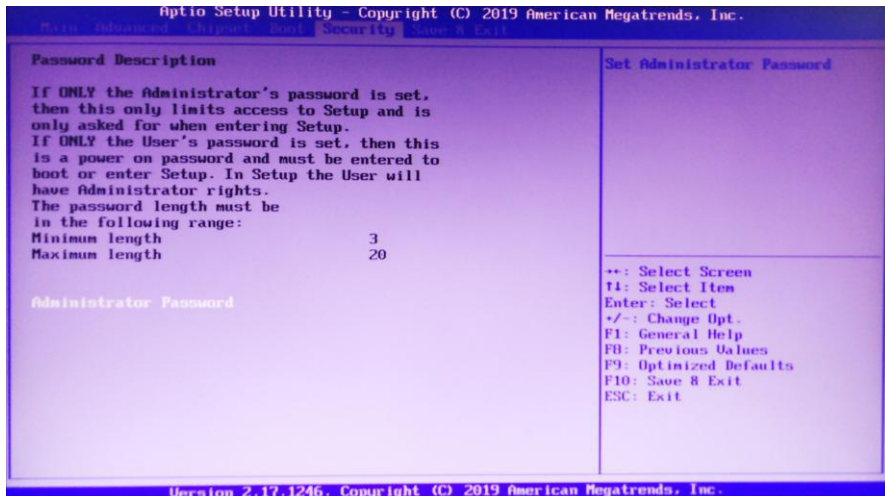 Aptio Setup Utility - Copyright (C) 2019 American Megatrends, Inc.
Main Advanced Chipset Boot Security Save & Exit
Password Description
If ONLY the Administrator's password is set,
then this only limits access to Setup and is
only asked for when entering Setup.
If ONLY the User's password is set, then this
is a power on password and must be entered to
boot or enter Setup. In Setup the User will
have Administrator rights.
The password length must be
in the following range:
Minimum length 3
Maximum length 20
Administrator Password
Set Administrator Password
→←: Select Screen
↑↓: Select Item
Enter: Select
+/-: Change Opt.
F1: General Help
F8: Previous Values
F9: Optimized Defaults
F10: Save & Exit
ESC: Exit
Version 2.17.1246. Copyright (C) 2019 American Megatrends, Inc.